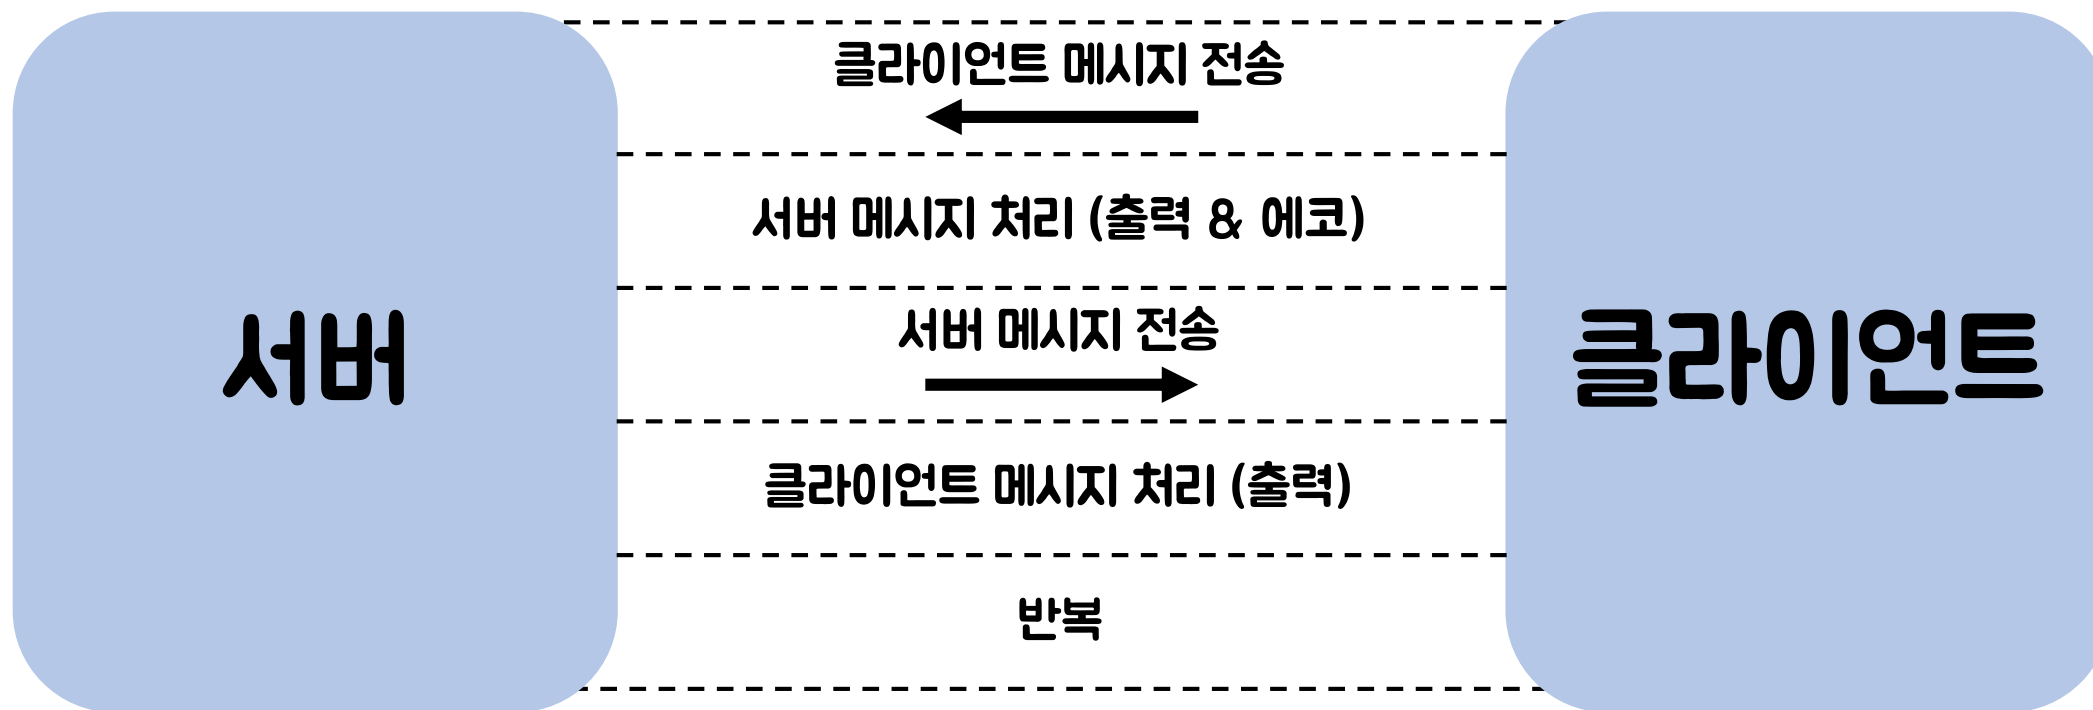 클라이언트 메시지 전송
서버 메시지 처리 (출력 & 에코)
서버 메시지 전송
서버
클라이언트
클라이언트 메시지 처리 (출력)
반복